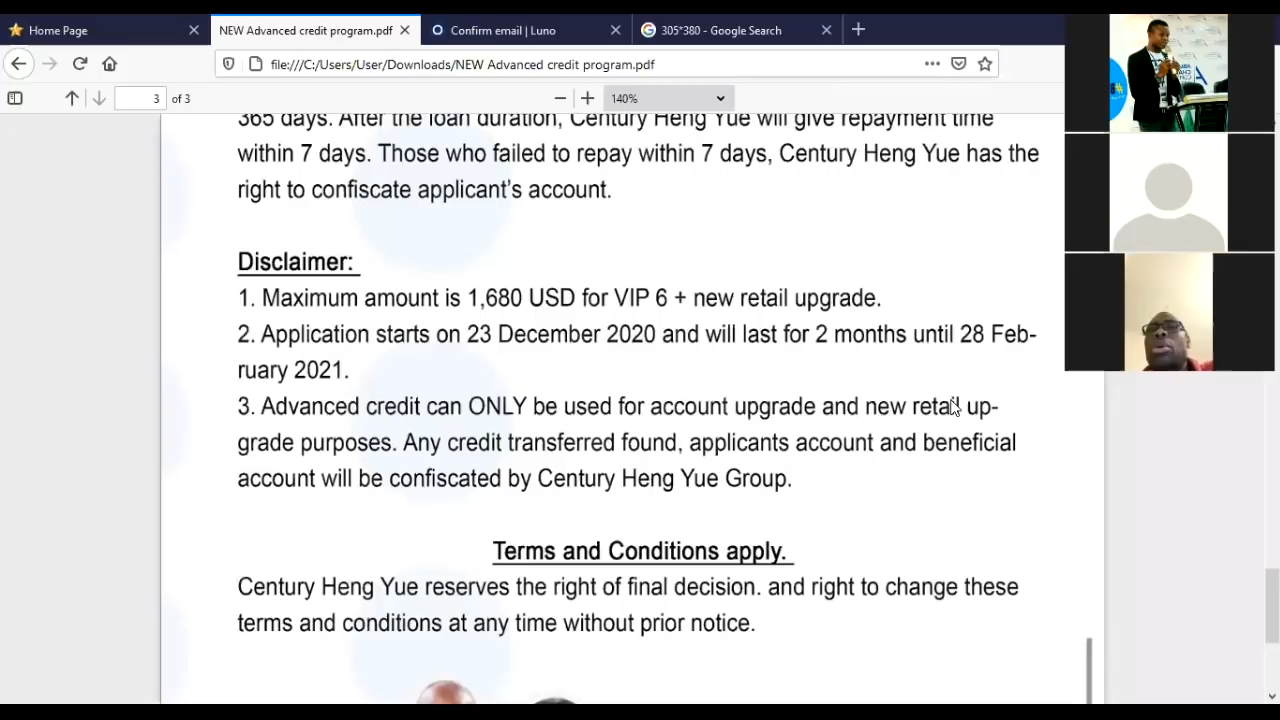 Home Page
NEW Advanced credit program.pdf
Confirm email | Luno
305*380 - Google Search
file:///C:/Users/User/Downloads/NEW Advanced credit program.pdf
3 of 3
140%
365 days. After the loan duration, Century Heng Yue will give repayment time
within 7 days. Those who failed to repay within 7 days, Century Heng Yue has the
right to confiscate applicant's account.
Disclaimer:
1. Maximum amount is 1,680 USD for VIP 6 + new retail upgrade.
2. Application starts on 23 December 2020 and will last for 2 months until 28 Feb-
ruary 2021.
3. Advanced credit can ONLY be used for account upgrade and new retail up-
grade purposes. Any credit transferred found, applicants account and beneficial
account will be confiscated by Century Heng Yue Group.
Terms and Conditions apply.
Century Heng Yue reserves the right of final decision. and right to change these
terms and conditions at any time without prior notice.